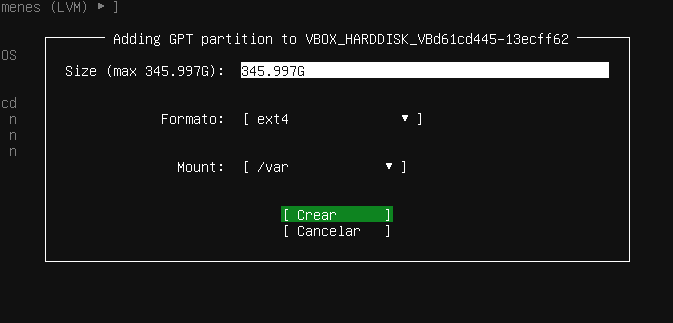 menes (LVM) ► ]
Adding GPT partition to VBOX_HARDDISK_VBd61cd445-13ecff62
OS
Size (max 345.997G): 345.997G
cd
n
Formato: [ ext4 ▼ ]
n
n
Mount: [ /var ▼ ]
[ Crear ]
[ Cancelar ]